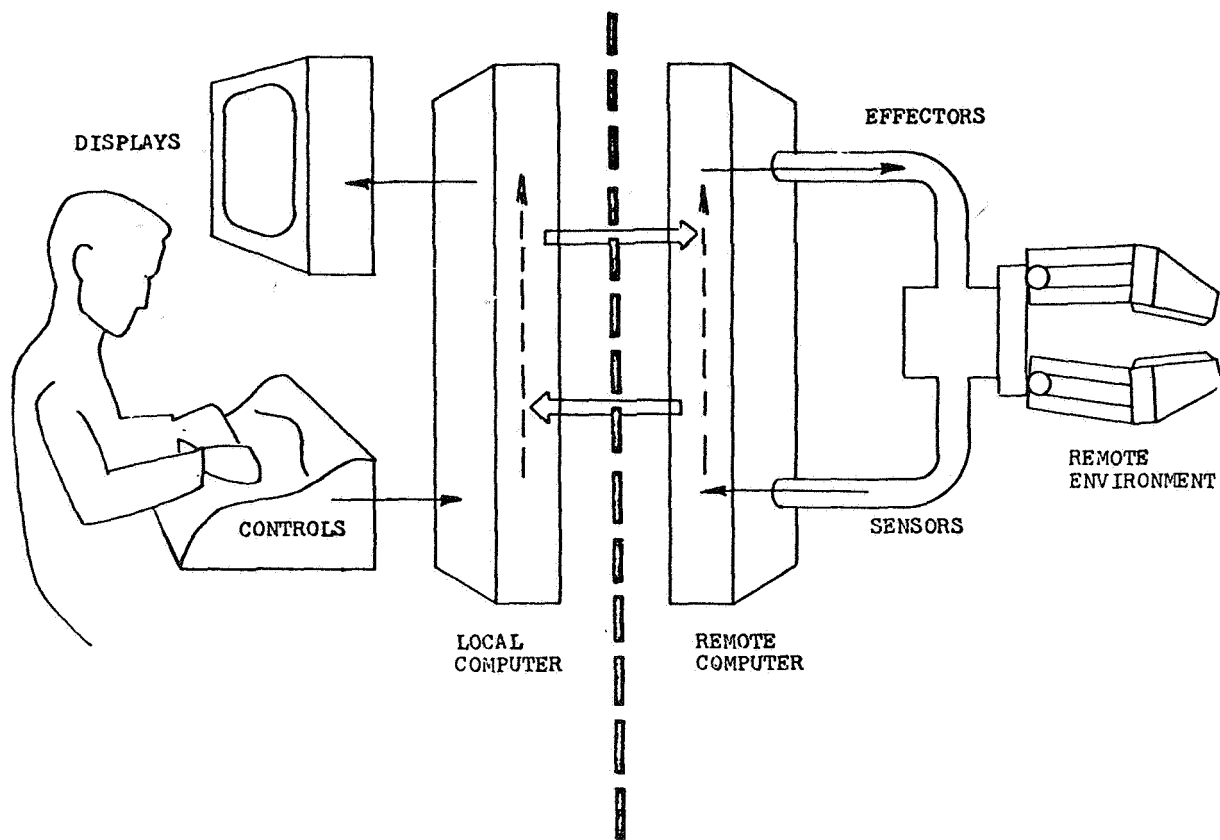 DISPLAYS
EFFECTORS
CONTROLS
SENSORS
REMOTE
ENVIRONMENT
LOCAL
COMPUTER
REMOTE
COMPUTER